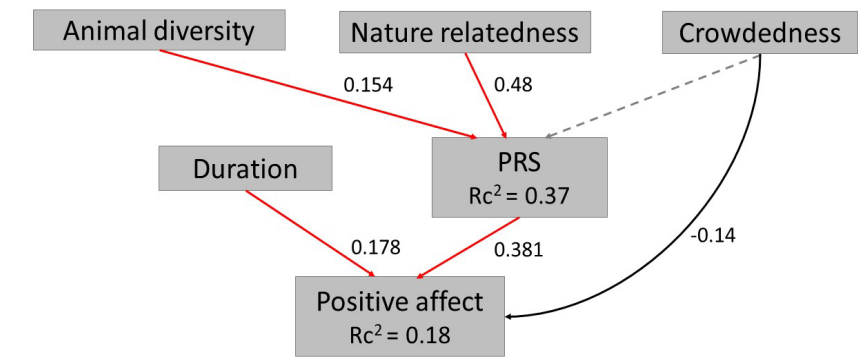 Animal diversity
Nature relatedness
Crowdedness
0.154
0.48
Duration
PRS
Rc² = 0.37
0.178
0.381
-0.14
Positive affect
Rc² = 0.18